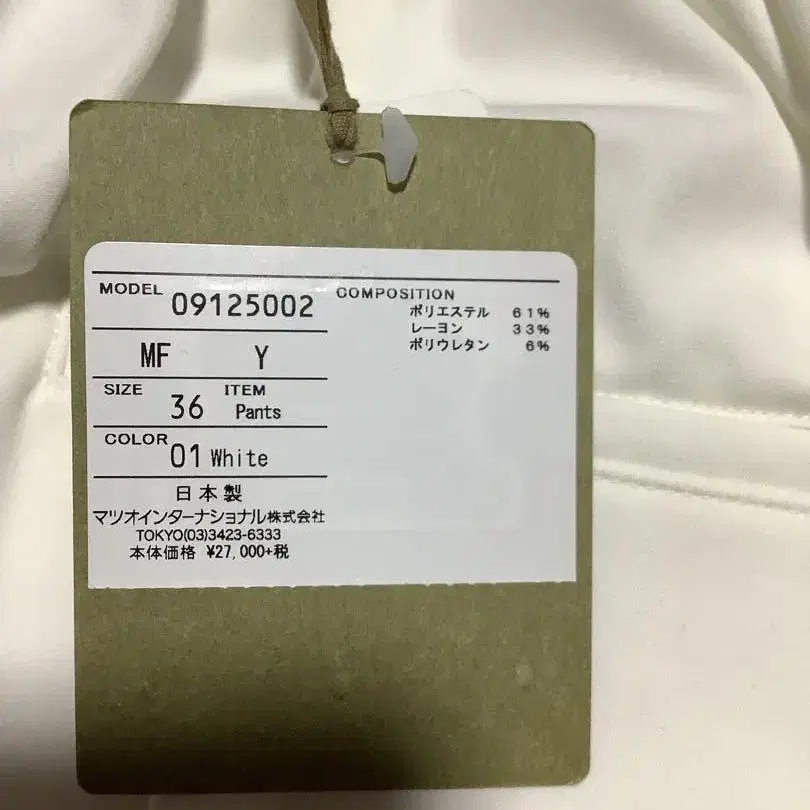 MODEL 09125002
MF Y
SIZE 36 ITEM Pants
COLOR 01 White
日本製
マツオインターナショナル株式会社
TOKYO(03)3423-6333
本体価格 ¥27,000+税
COMPOSITION
ポリエステル 61%
レーヨン 33%
ポリウレタン 6%